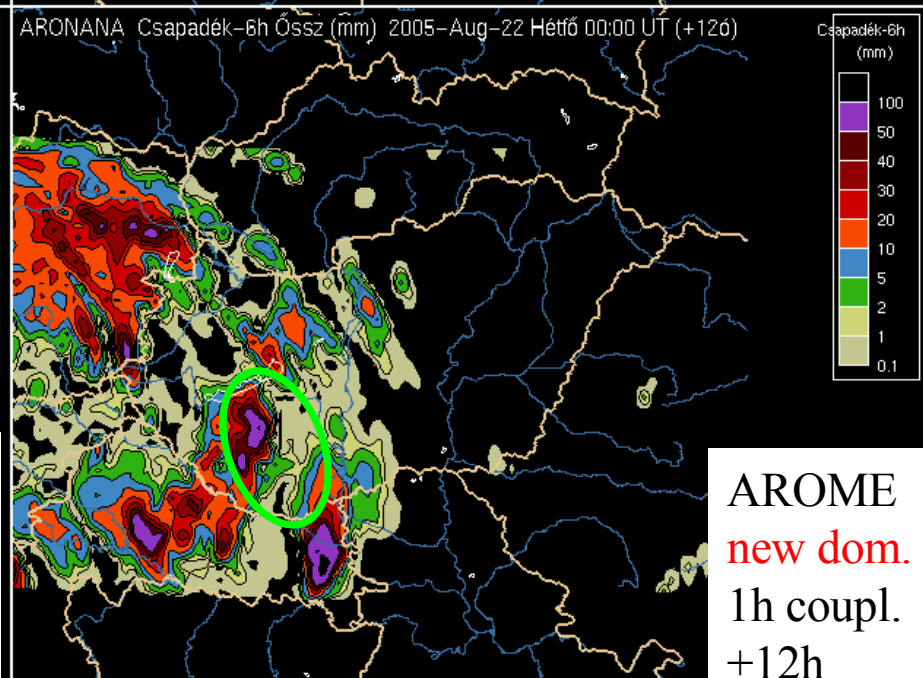 ARONANA Csapadék–6h Össz (mm) 2005–Aug–22 Hétfő 00:00 UT (+12ó)
Csapadék-6h
(mm)
100
50
40
30
20
10
5
2
1
0.1
AROME
new dom.
1h coupl.
+12h